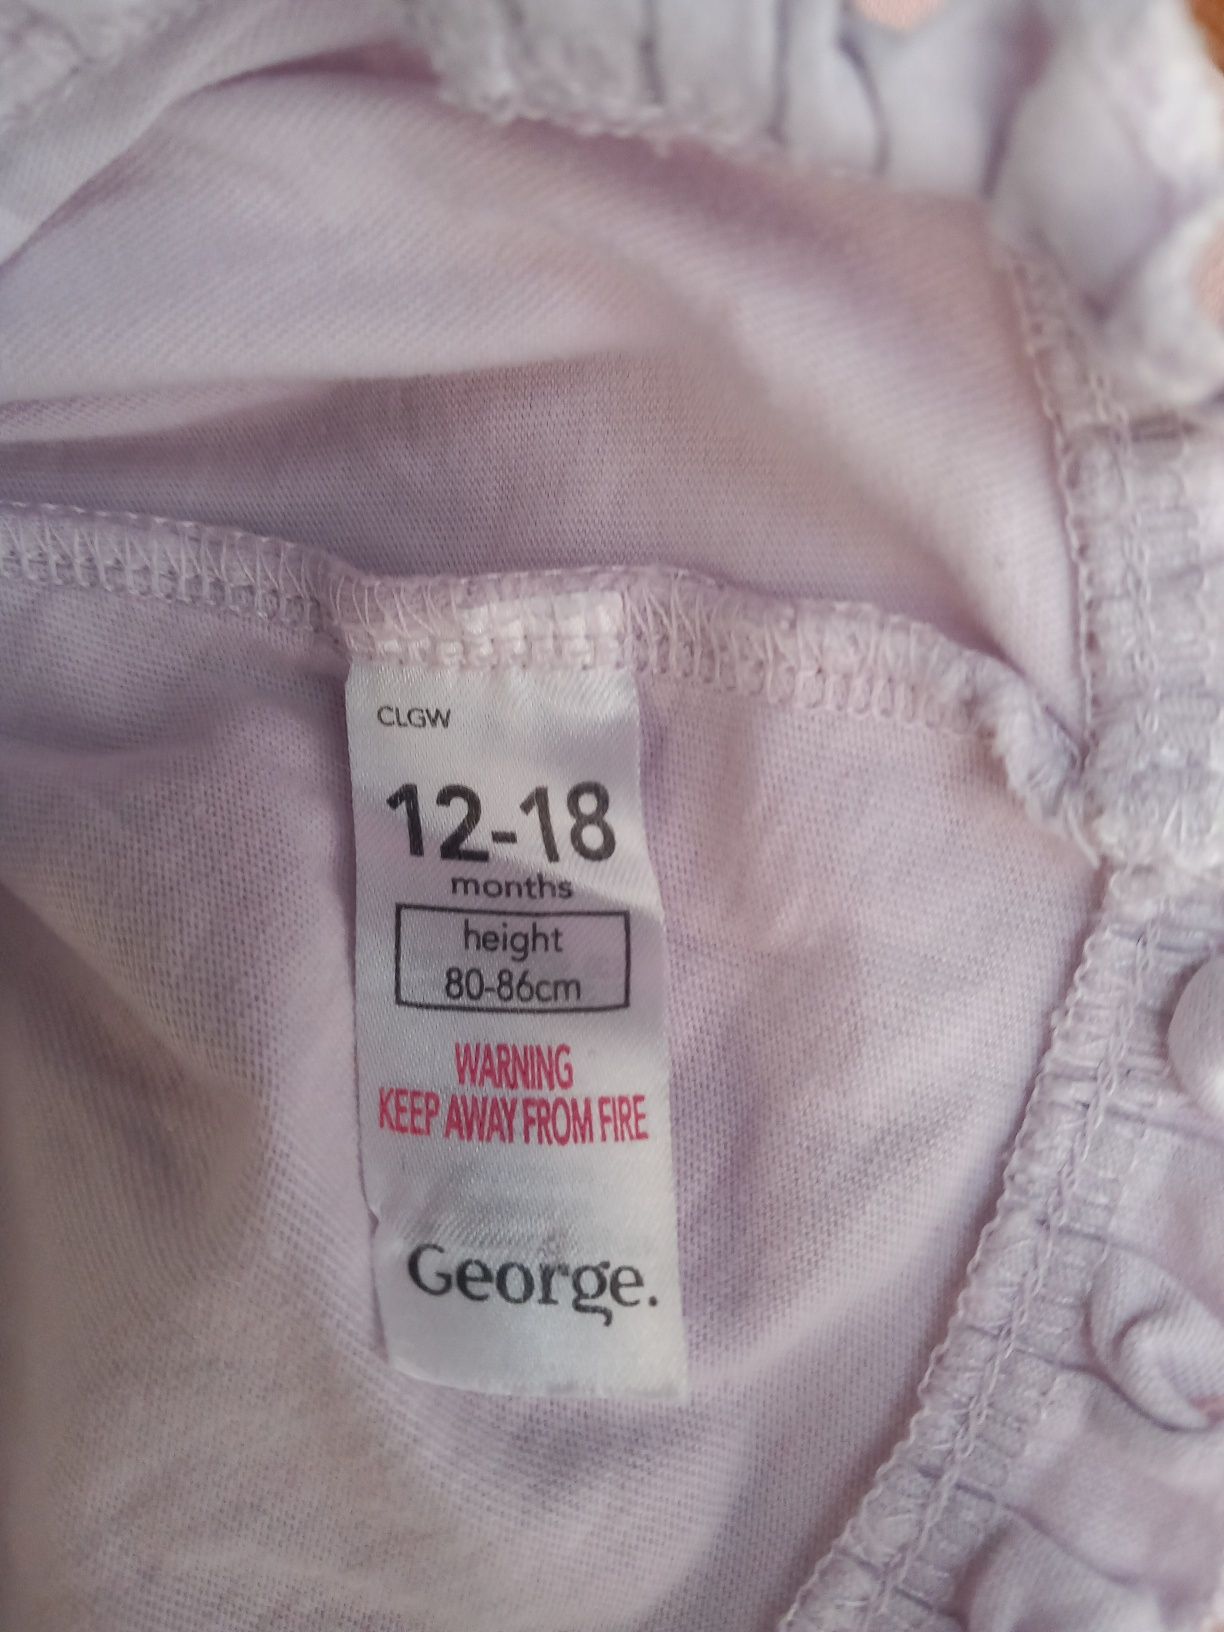 CLGW
12-18
months
height
80-86cm
WARNING
KEEP AWAY FROM FIRE
George.